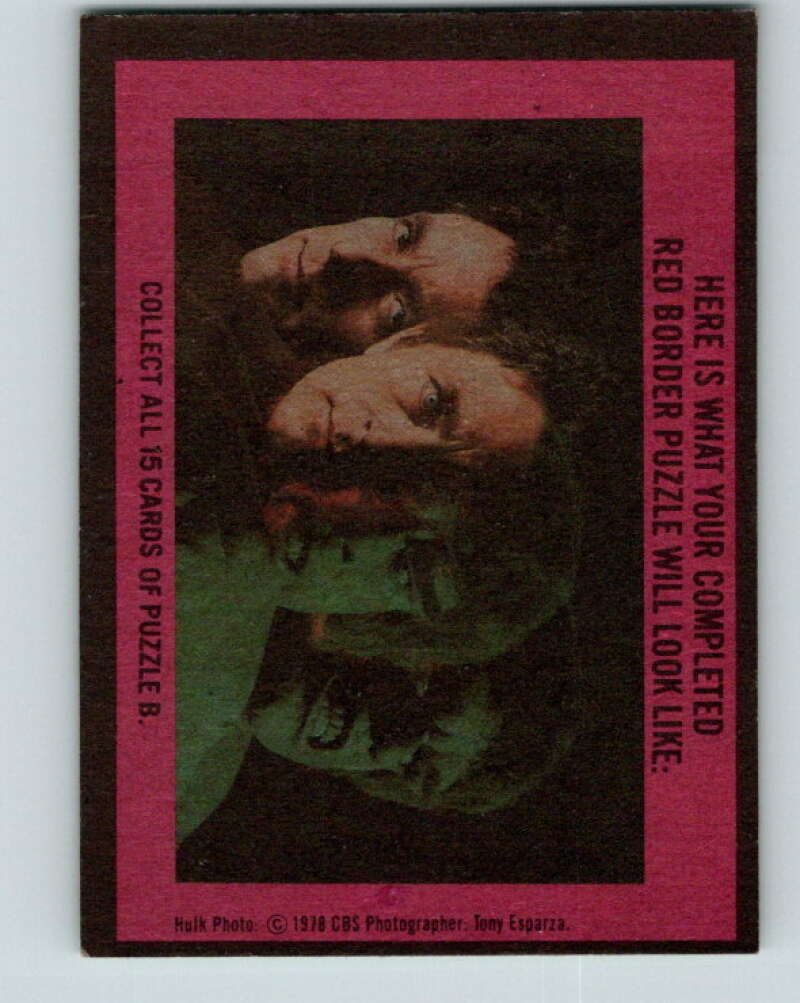 HERE IS WHAT YOUR COMPLETED
RED BORDER PUZZLE WILL LOOK LIKE:
COLLECT ALL 15 CARDS OF PUZZLE B.
Hulk Photo: © 1978 CBS Photographer: Tony Esparza.